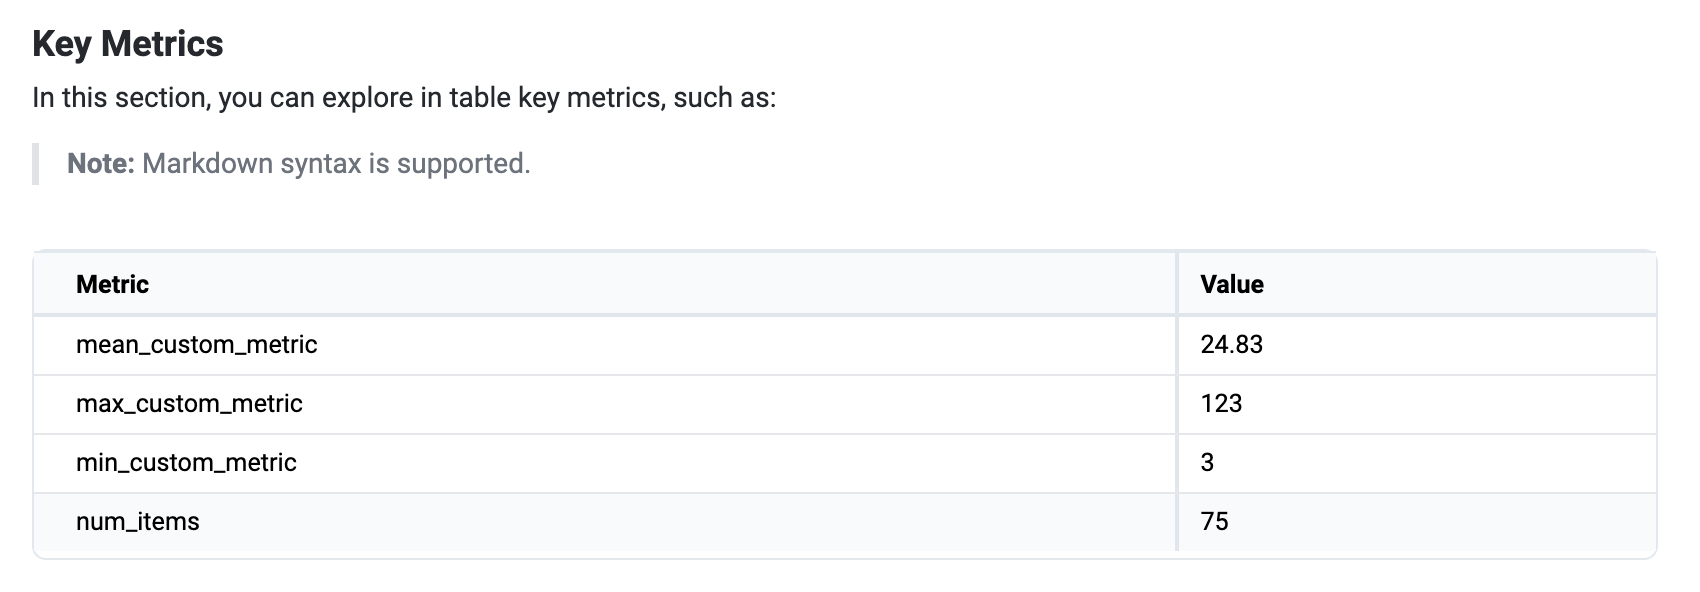 Key Metrics
In this section, you can explore in table key metrics, such as:
Note: Markdown syntax is supported.
Metric Value
mean_custom_metric 24.83
max_custom_metric 123
min_custom_metric 3
num_items 75